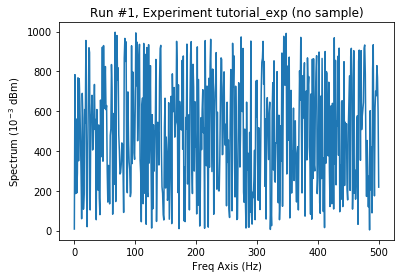 Run #1, Experiment tutorial_exp (no sample)
1000
800
600
400
200
0
Spectrum (10⁻³ dBm)
0 100 200 300 400 500
Freq Axis (Hz)